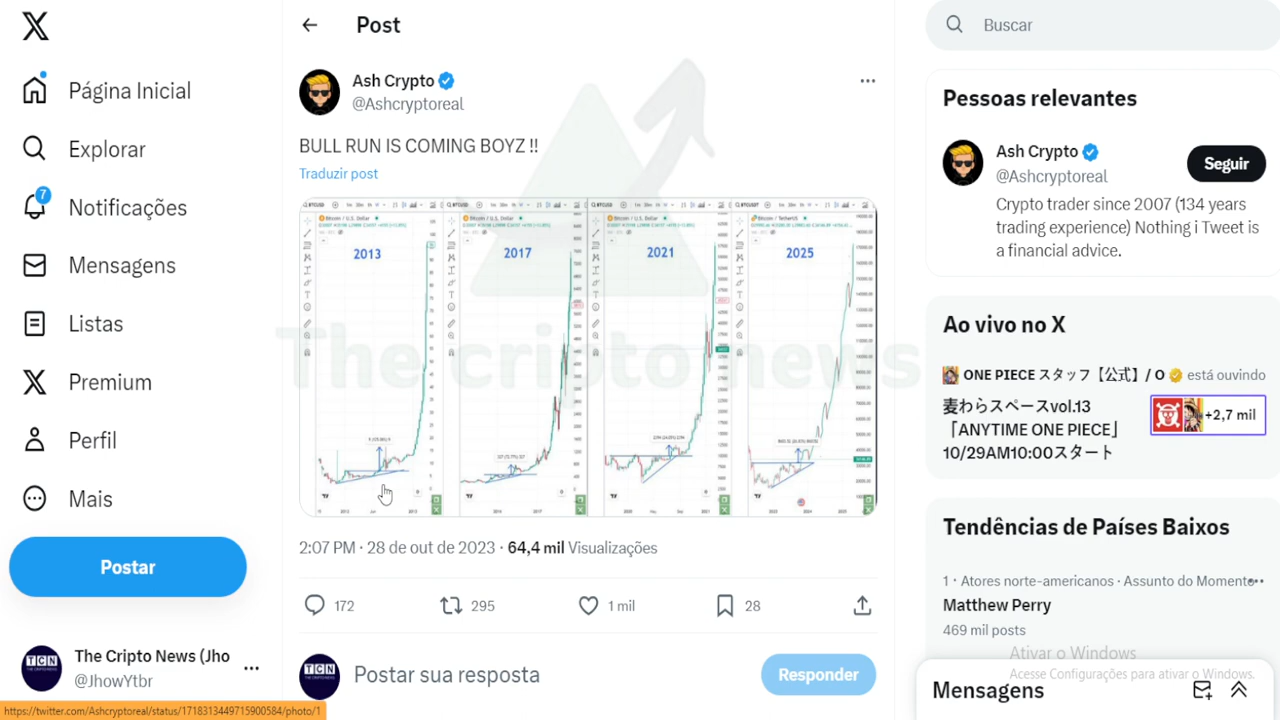 Página Inicial
Explorar
7
Notificações
Mensagens
Listas
Premium
Perfil
Mais
Postar
TCN
The Cripto News (Jho
@JhowYtbr
https://twitter.com/Ashcryptoreal/status/1718313449715900584/photo/1
Post
Ash Crypto
@Ashcryptoreal
BULL RUN IS COMING BOYZ !!
Traduzir post
2013
2017
2021
2025
The cripto news
2:07 PM · 28 de out de 2023 · 64,4 mil Visualizações
172
295
1 mil
28
TCN
Postar sua resposta
Responder
Buscar
Pessoas relevantes
Ash Crypto
@Ashcryptoreal
Seguir
Crypto trader since 2007 (134 years
trading experience) Nothing i Tweet is
a financial advice.
Ao vivo no X
ONE PIECE スタッフ【公式】/ O está ouvindo
麦わらスペースvol.13
「ANYTIME ONE PIECE」
10/29AM10:00スタート
+2,7 mil
Tendências de Países Baixos
1 · Atores norte-americanos · Assunto do Momento
Matthew Perry
469 mil posts
Ativar o Windows
Acesse Configurações para ativar o Windows.
Mensagens